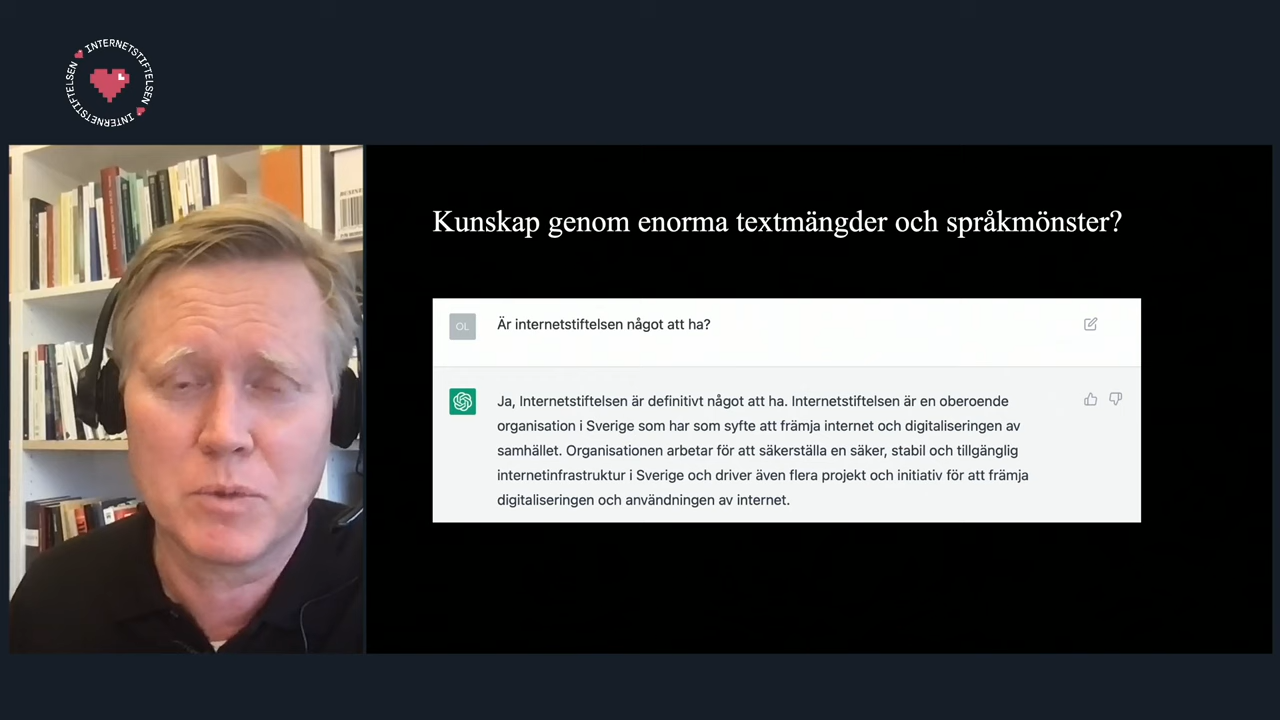 INTERNETSTIFTELSEN
INTERNETSTIFTELSEN
Kunskap genom enorma textmängder och språkmönster?
OL
Är internetstiftelsen något att ha?
Ja, Internetstiftelsen är definitivt något att ha. Internetstiftelsen är en oberoende
organisation i Sverige som har som syfte att främja internet och digitaliseringen av
samhället. Organisationen arbetar för att säkerställa en säker, stabil och tillgänglig
internetinfrastruktur i Sverige och driver även flera projekt och initiativ för att främja
digitaliseringen och användningen av internet.